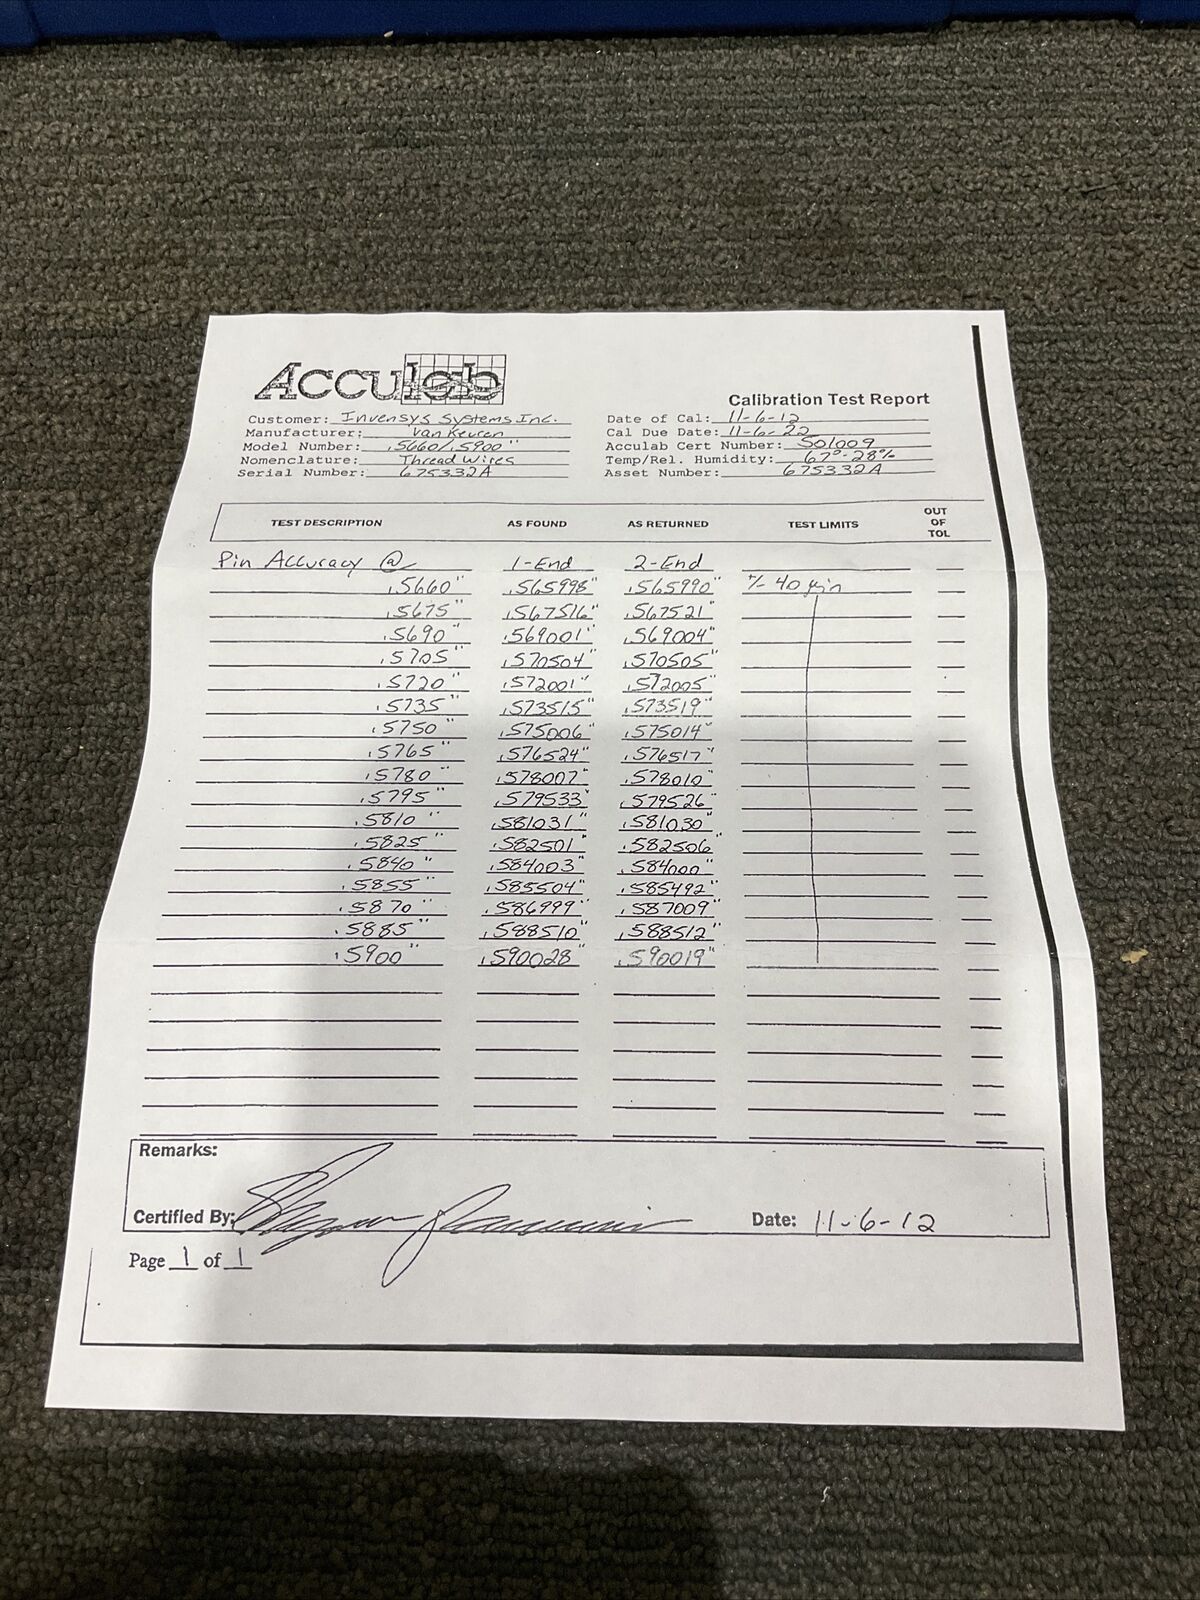 Acculab
Calibration Test Report
Customer: Invensys Systems Inc.
Manufacturer: Van Keuren
Model Number: .5660/.5900"
Nomenclature: Thread Wires
Serial Number: 675332A
Date of Cal: 11-6-12
Cal Due Date: 11-6-22
Acculab Cert Number: S01009
Temp/Rel. Humidity: 67°-28%
Asset Number: 675332A
TEST DESCRIPTION AS FOUND AS RETURNED TEST LIMITS OUT OF TOL
Pin Accuracy @ 1-End 2-End
.5660" .565998" .565990" +/- 40 µin
.5675" .567516" .567521"
.5690" .569001" .569004"
.5705" .570504" .570505"
.5720" .572001" .572005"
.5735" .573515" .573519"
.5750" .575006" .575014"
.5765" .576524" .576517"
.5780" .578007" .578010"
.5795" .579533" .579526"
.5810" .581031" .581030"
.5825" .582501" .582506"
.5840" .584003" .584000"
.5855" .585504" .585492"
.5870" .586999" .587009"
.5885" .588510" .588512"
.5900" .590028" .590019"
Remarks:
Certified By:
Date: 11-6-12
Page 1 of 1